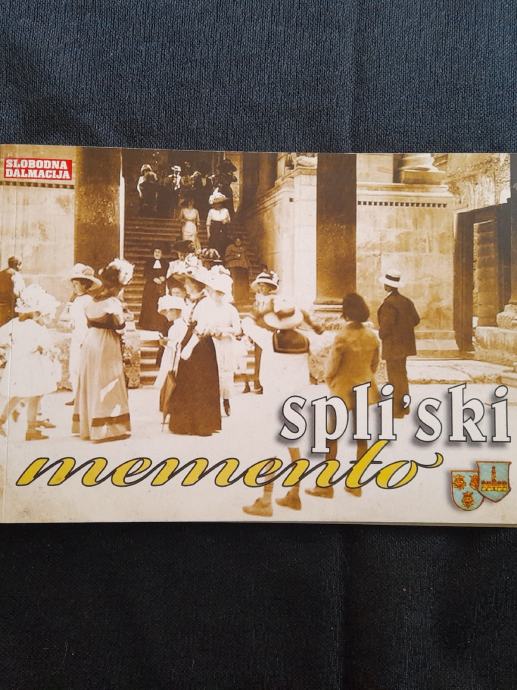 SLOBODNA
DALMACIJA
spli'ski
memento